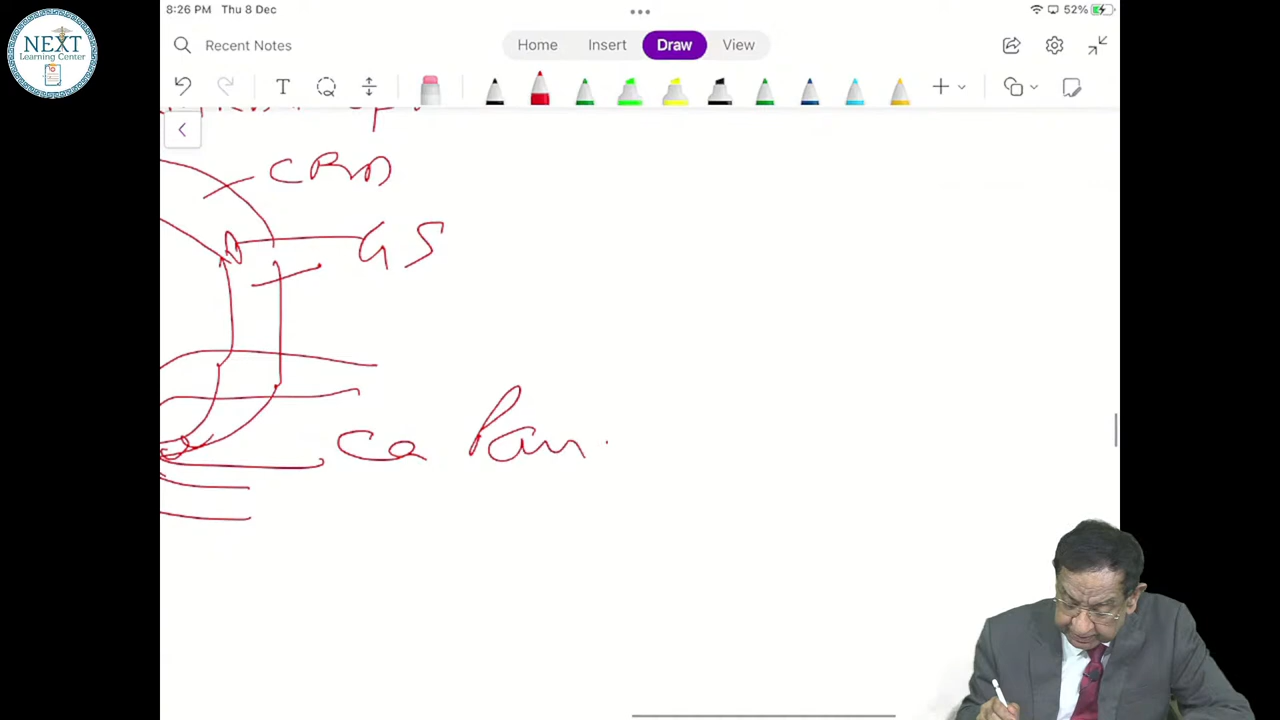 8:26 PM Thu 8 Dec
52%
NEXT
Learning Center
Recent Notes
Home Insert Draw View
T
CBD
GS
Ca Pan.